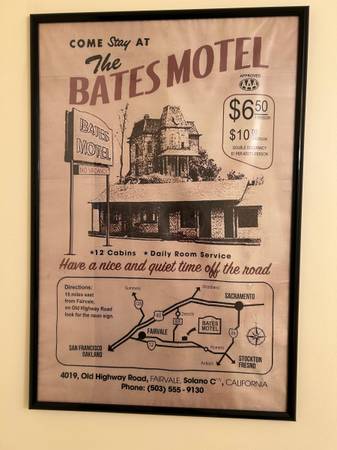 COME Stay AT
The
BATES MOTEL
APPROVED
AAA
$6.50
$10
DOUBLE OCCUPANCY
BATES
MOTEL
NO VACANCY
12 Cabins Daily Room Service
Have a nice and quiet time off the road
Directions:
15 miles east
from Fairvale,
on Old Highway Road
look for the neon sign
SACRAMENTO
FAIRVALE
BATES
MOTEL
SAN FRANCISCO
OAKLAND
STOCKTON
FRESNO
4019, Old Highway Road, FAIRVALE, Solano Cty, CALIFORNIA
Phone: (503) 555 - 9130